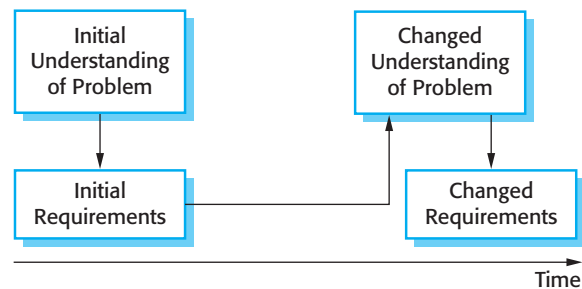 Initial
Understanding
of Problem
Changed
Understanding
of Problem
Initial
Requirements
Changed
Requirements
Time